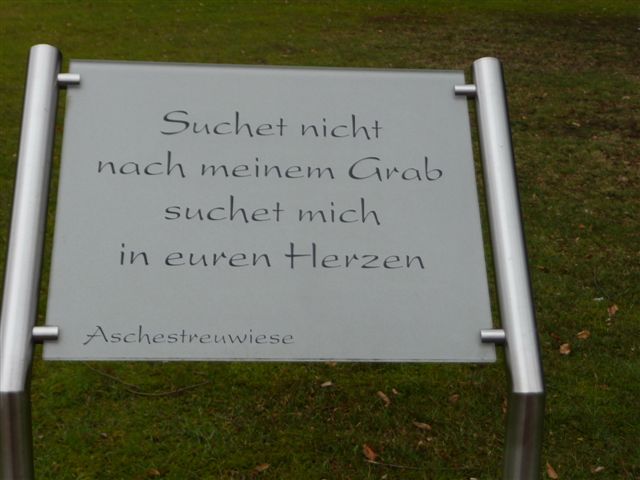 Suchet nicht
nach meinem Grab
suchet mich
in euren Herzen
Aschestreuwiese